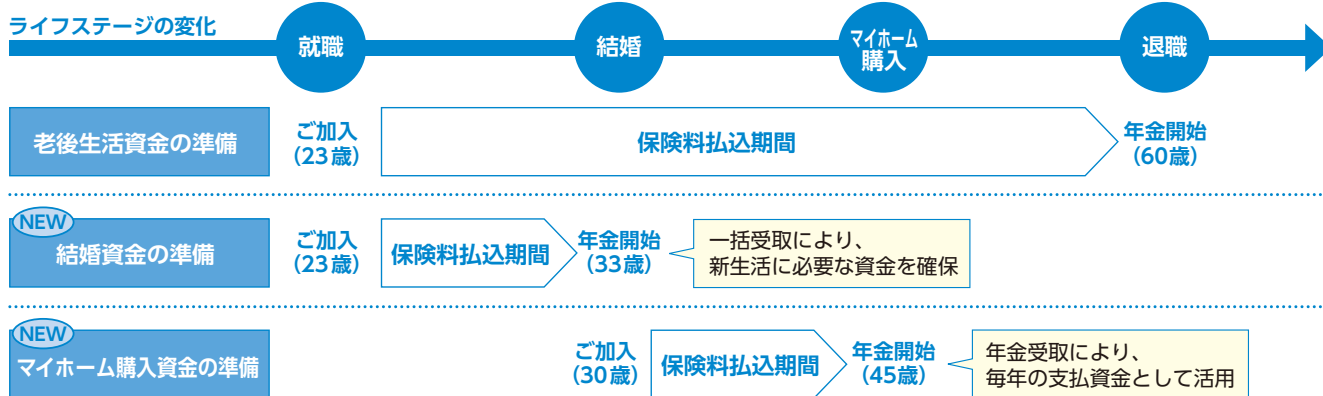 ライフステージの変化
就職
結婚
マイホーム
購入
退職
老後生活資金の準備
ご加入
(23歳)
保険料払込期間
年金開始
(60歳)
NEW
結婚資金の準備
ご加入
(23歳)
保険料払込期間
年金開始
(33歳)
一括受取により、
新生活に必要な資金を確保
NEW
マイホーム購入資金の準備
ご加入
(30歳)
保険料払込期間
年金開始
(45歳)
年金受取により、
毎年の支払資金として活用